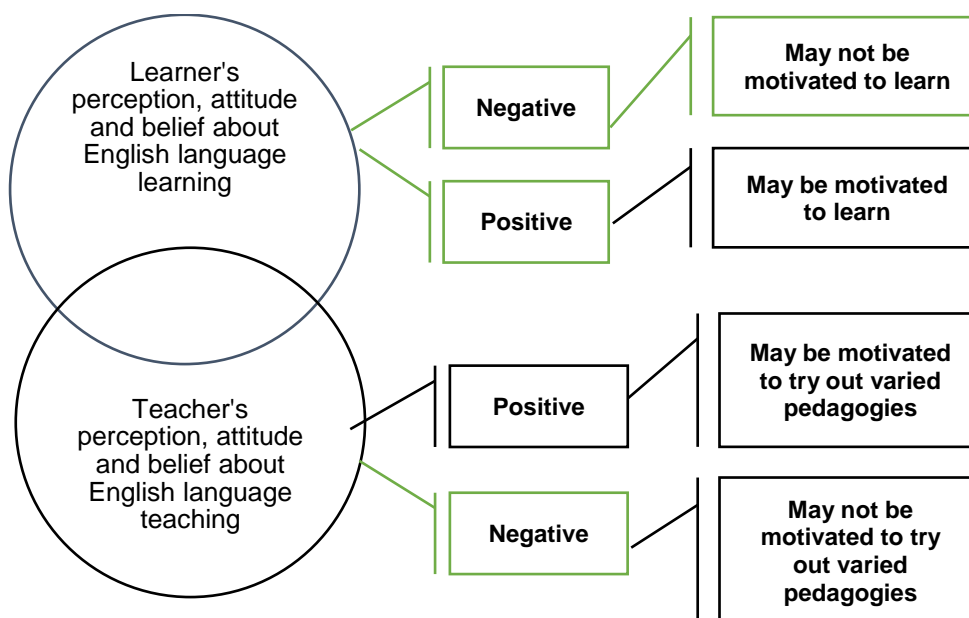 Learner's
perception, attitude
and belief about
English language
learning
Negative
May not be
motivated to learn
Positive
May be motivated
to learn
Teacher's
perception, attitude
and belief about
English language
teaching
Positive
May be motivated
to try out varied
pedagogies
Negative
May not be
motivated to try
out varied
pedagogies